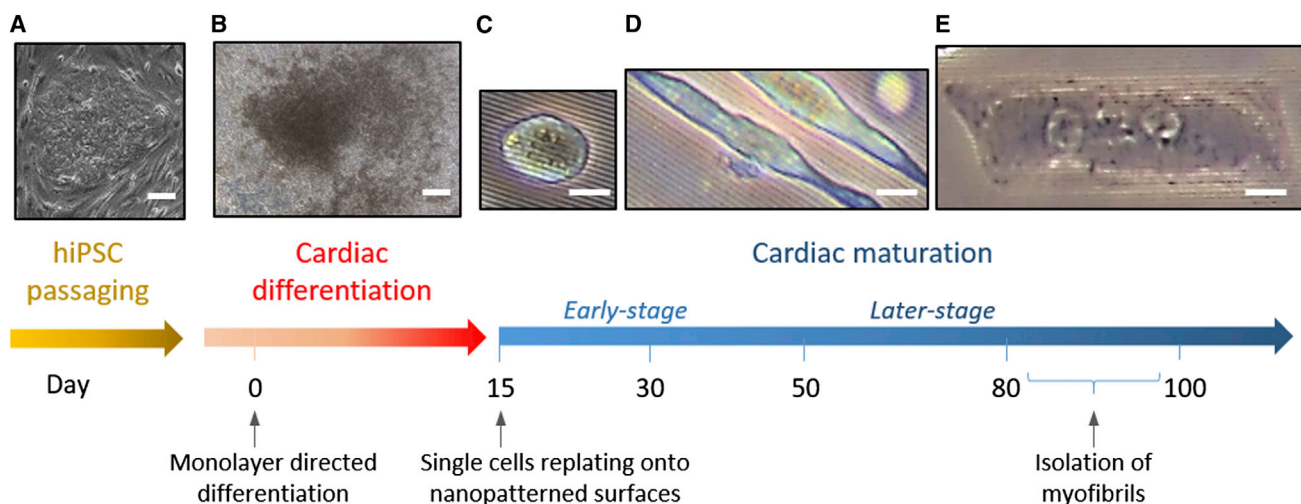 A
B
C
D
E
hiPSC
passaging
Cardiac
differentiation
Cardiac maturation
Early-stage
Later-stage
Day
0
15
30
50
80
100
Monolayer directed
differentiation
Single cells replating onto
nanopatterned surfaces
Isolation of
myofibrils